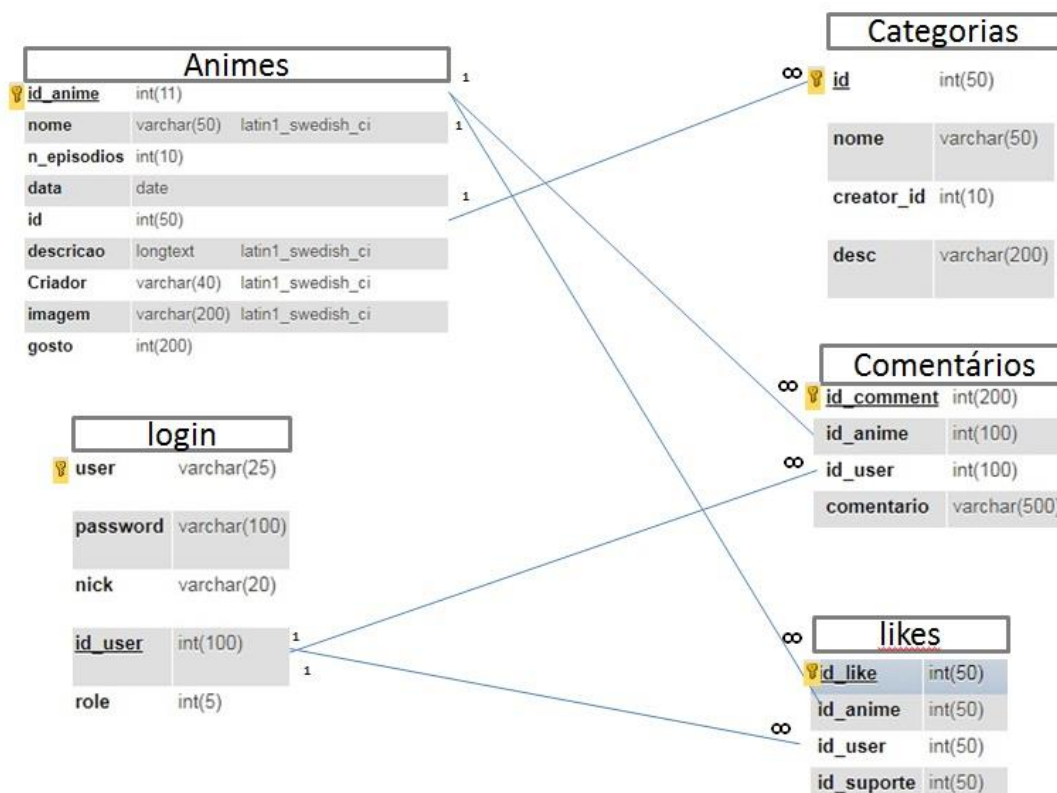 Animes
id_anime int(11)
nome varchar(50) latin1_swedish_ci
n_episodios int(10)
data date
id int(50)
descricao longtext latin1_swedish_ci
Criador varchar(40) latin1_swedish_ci
imagem varchar(200) latin1_swedish_ci
gosto int(200)
1
1
1
Categorias
∞ id int(50)
nome varchar(50)
creator_id int(10)
desc varchar(200)
Comentários
∞ id_comment int(200)
id_anime int(100)
∞ id_user int(100)
comentario varchar(500)
login
user varchar(25)
password varchar(100)
nick varchar(20)
id_user int(100)
role int(5)
1
1
likes
∞ id_like int(50)
id_anime int(50)
∞ id_user int(50)
id_suporte int(50)